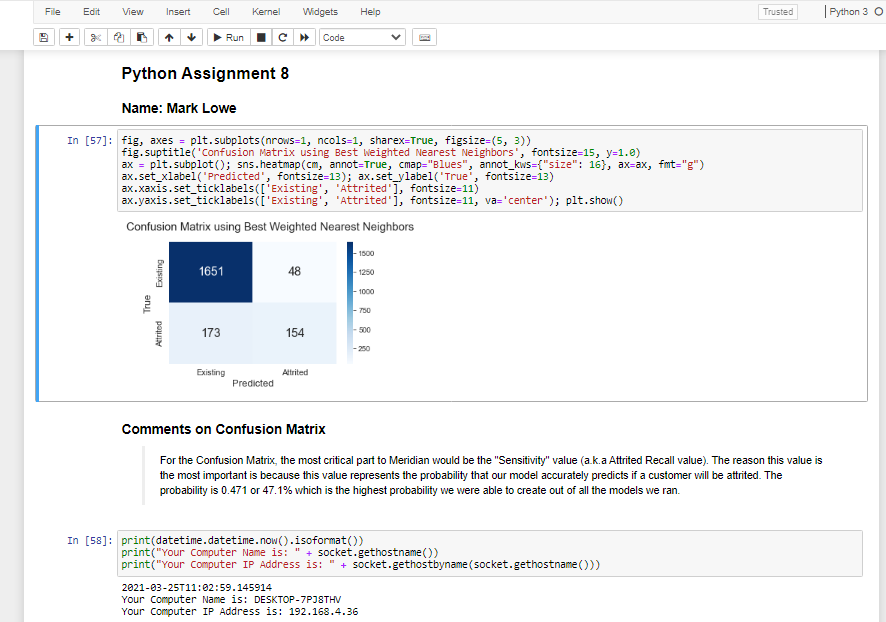 File Edit View Insert Cell Kernel Widgets Help Trusted Python 3
Run Code
Python Assignment 8
Name: Mark Lowe
In [57]: fig, axes = plt.subplots(nrows=1, ncols=1, sharex=True, figsize=(5, 3))
fig.suptitle('Confusion Matrix using Best Weighted Nearest Neighbors', fontsize=15, y=1.0)
ax = plt.subplot(); sns.heatmap(cm, annot=True, cmap="Blues", annot_kws={"size": 16}, ax=ax, fmt="g")
ax.set_xlabel('Predicted', fontsize=13); ax.set_ylabel('True', fontsize=13)
ax.xaxis.set_ticklabels(['Existing', 'Attrited'], fontsize=11)
ax.yaxis.set_ticklabels(['Existing', 'Attrited'], fontsize=11, va='center'); plt.show()
Confusion Matrix using Best Weighted Nearest Neighbors
True
Existing
Attrited
1651 48
173 154
Existing Attrited
Predicted
1500
1250
1000
750
500
250
Comments on Confusion Matrix
For the Confusion Matrix, the most critical part to Meridian would be the "Sensitivity" value (a.k.a Attrited Recall value). The reason this value is
the most important is because this value represents the probability that our model accurately predicts if a customer will be attrited. The
probability is 0.471 or 47.1% which is the highest probability we were able to create out of all the models we ran.
In [58]: print(datetime.datetime.now().isoformat())
print("Your Computer Name is: " + socket.gethostname())
print("Your Computer IP Address is: " + socket.gethostbyname(socket.gethostname()))
2021-03-25T11:02:59.145914
Your Computer Name is: DESKTOP-7PJ8THV
Your Computer IP Address is: 192.168.4.36